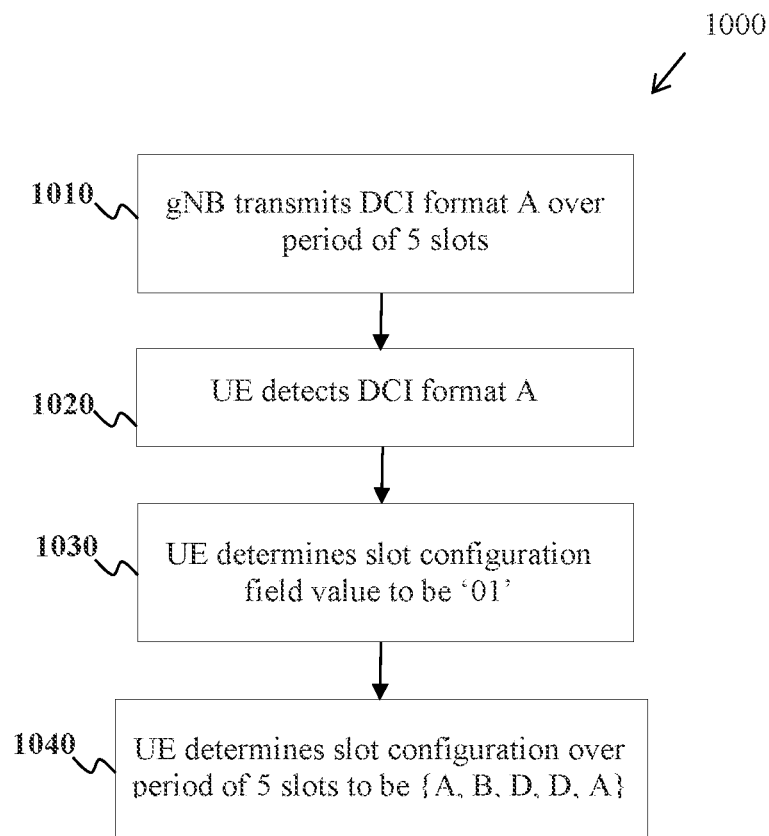 1000
1010
gNB transmits DCI format A over
period of 5 slots
1020
UE detects DCI format A
1030
UE determines slot configuration
field value to be ‘01’
1040
UE determines slot configuration over
period of 5 slots to be {A, B, D, D, A}